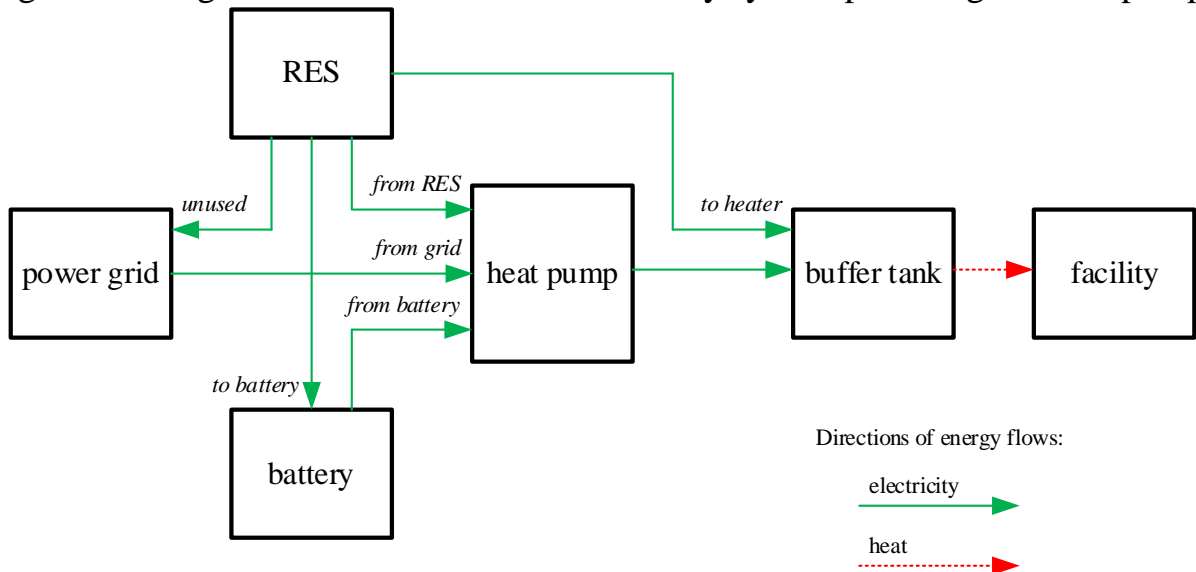 RES
from RES
unused
to heater
from grid
power grid
heat pump
buffer tank
facility
from battery
to battery
battery
Directions of energy flows:
electricity
heat